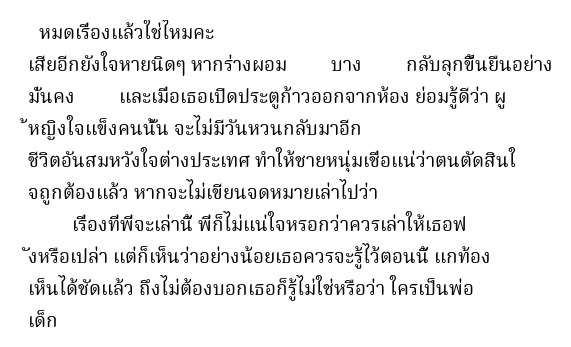 หมดเรื่องแล้วใช่ไหมคะ
เสียอีกยังใจหายนิดๆ หากร่างผอม บาง กลับลุกขึ้นยืนอย่าง
มั่นคง และเมื่อเธอเปิดประตูก้าวออกจากห้อง ย่อมรู้ดีว่า ผู
้หญิงใจแข็งคนนั้น จะไม่มีวันหวนกลับมาอีก
ชีวิตอันสมหวังใจต่างประเทศ ทำให้ชายหนุ่มเชื่อแน่ว่าตนตัดสินใ
จถูกต้องแล้ว หากจะไม่เขียนจดหมายเล่าไปว่า
เรื่องที่พี่จะเล่านี้ พี่ก็ไม่แน่ใจหรอกว่าควรเล่าให้เธอฟ
ังหรือเปล่า แต่ก็เห็นว่าอย่างน้อยเธอควรจะรู้ไว้ตอนนี้ แกท้อง
เห็นได้ชัดแล้ว ถึงไม่ต้องบอกเธอก็รู้ไม่ใช่หรือว่า ใครเป็นพ่อ
เด็ก